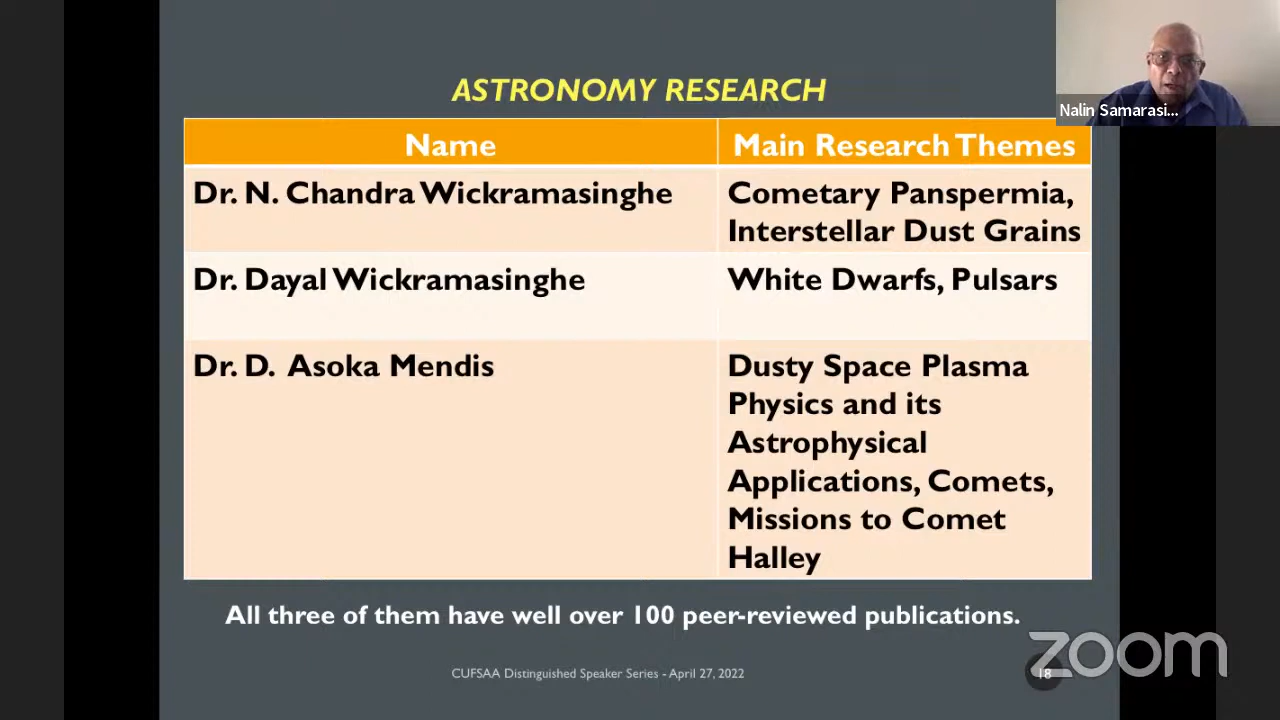 ASTRONOMY RESEARCH
Nalin Samarasi...
Name
Main Research Themes
Dr. N. Chandra Wickramasinghe
Cometary Panspermia,
Interstellar Dust Grains
Dr. Dayal Wickramasinghe
White Dwarfs, Pulsars
Dr. D. Asoka Mendis
Dusty Space Plasma
Physics and its
Astrophysical
Applications, Comets,
Missions to Comet
Halley
All three of them have well over 100 peer-reviewed publications.
CUFSAA Distinguished Speaker Series - April 27, 2022
18
zoom